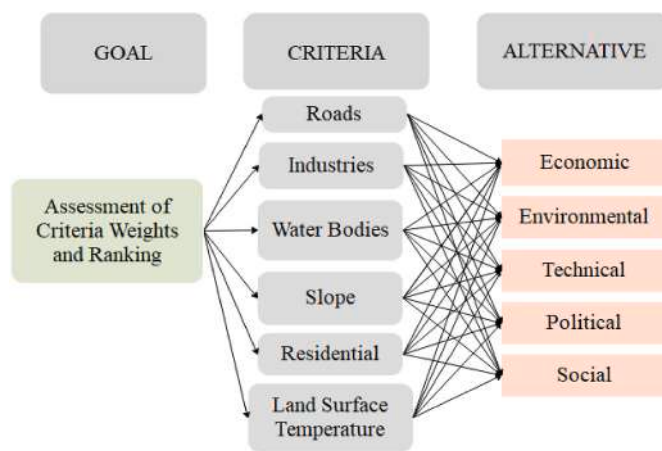 GOAL
CRITERIA
ALTERNATIVE
Assessment of
Criteria Weights
and Ranking
Roads
Industries
Water Bodies
Slope
Residential
Land Surface
Temperature
Economic
Environmental
Technical
Political
Social